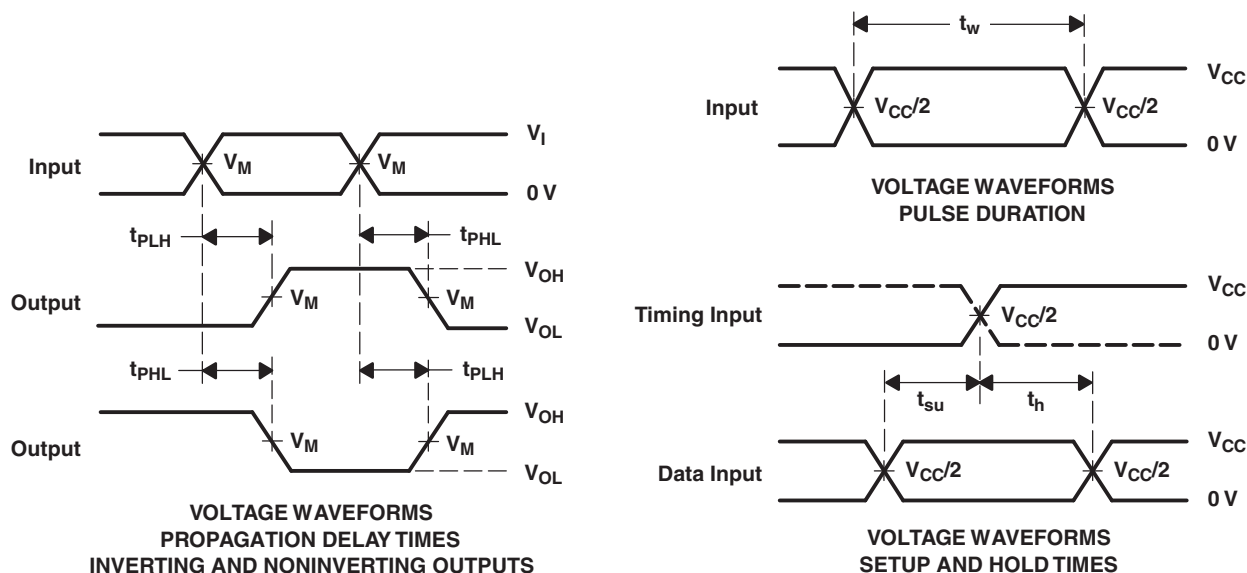 Input
V_I
V_M
V_M
0 V
t_PLH
t_PHL
Output
V_OH
V_M
V_M
V_OL
t_PHL
t_PLH
Output
V_OH
V_M
V_M
V_OL
VOLTAGE WAVEFORMS
PROPAGATION DELAY TIMES
INVERTING AND NONINVERTING OUTPUTS
t_w
Input
V_CC
V_CC/2
V_CC/2
0 V
VOLTAGE WAVEFORMS
PULSE DURATION
Timing Input
V_CC
V_CC/2
0 V
t_su
t_h
Data Input
V_CC
V_CC/2
V_CC/2
0 V
VOLTAGE WAVEFORMS
SETUP AND HOLD TIMES